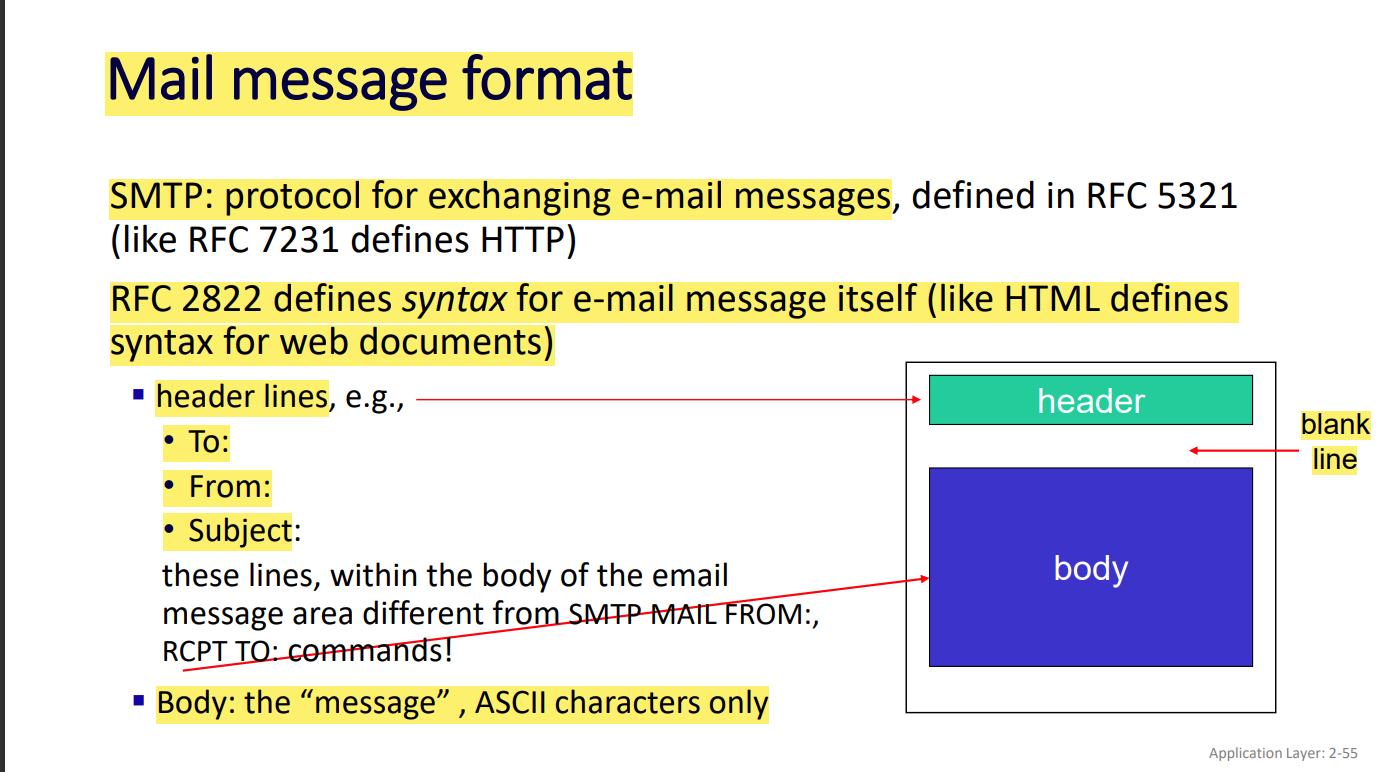 Mail message format
SMTP: protocol for exchanging e-mail messages, defined in RFC 5321
(like RFC 7231 defines HTTP)
RFC 2822 defines syntax for e-mail message itself (like HTML defines
syntax for web documents)
▪ header lines, e.g.,
• To:
• From:
• Subject:
these lines, within the body of the email
message area different from SMTP MAIL FROM:,
RCPT TO: commands!
▪ Body: the “message” , ASCII characters only
header
blank
line
body
Application Layer: 2-55